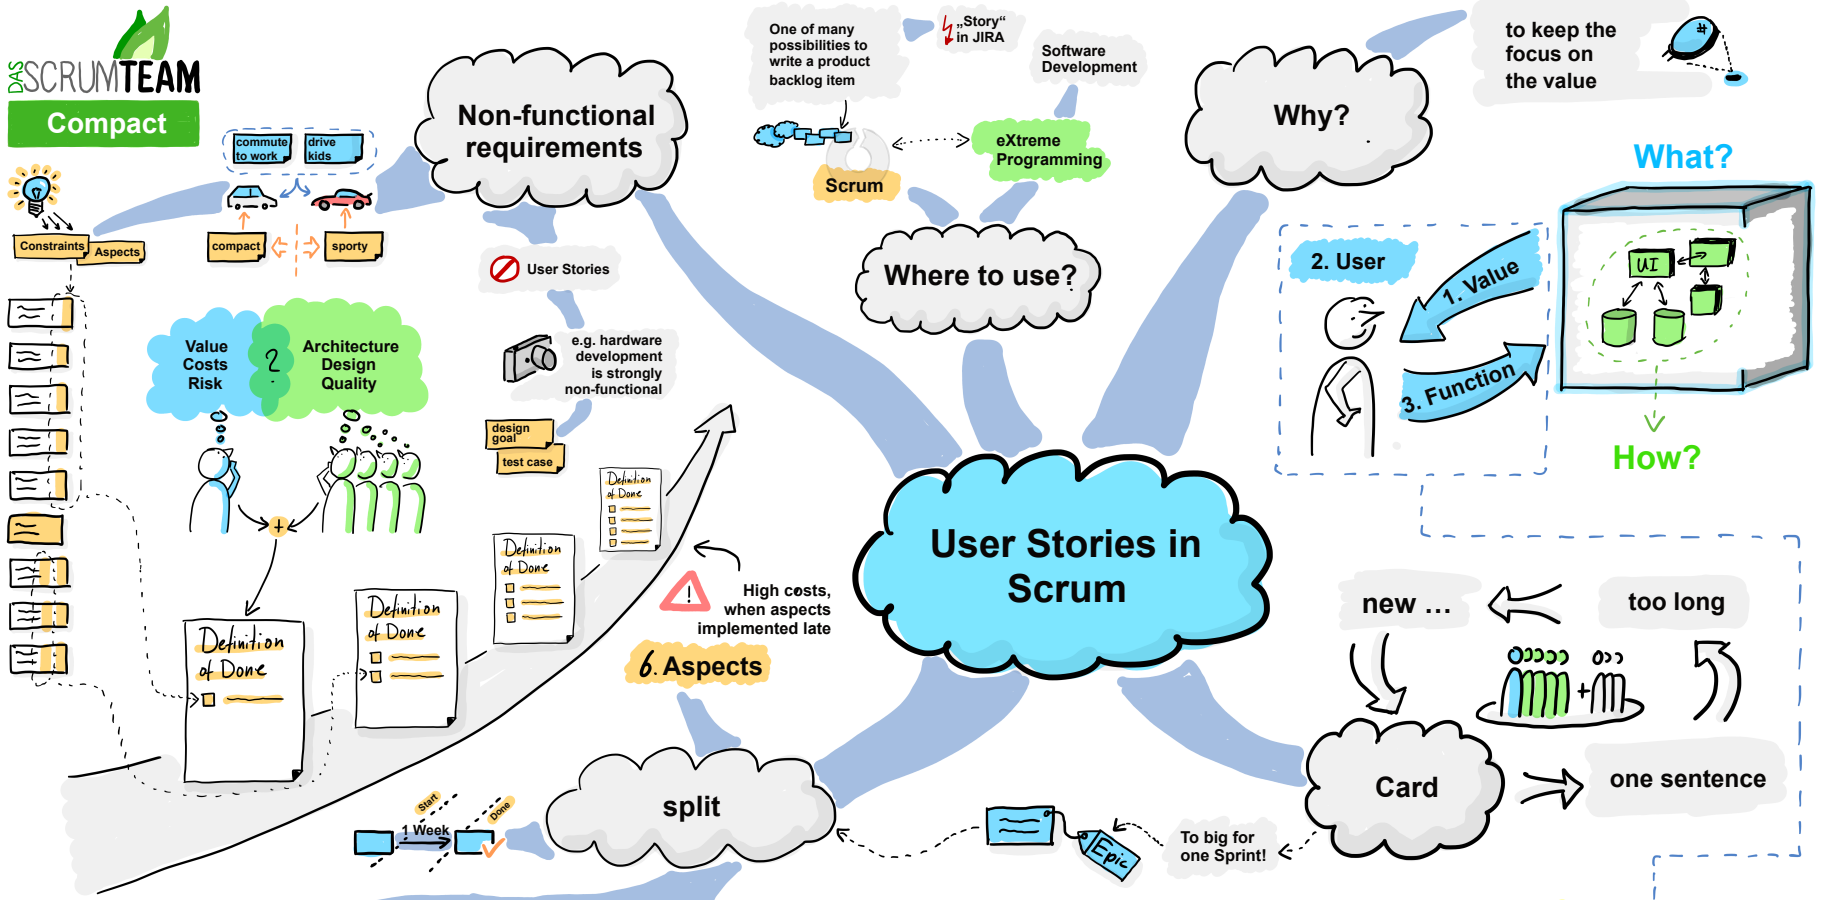 DAS
SCRUMTEAM
Compact
commute
to work
drive
kids
Constraints
Aspects
compact
sporty
Non-functional
requirements
User Stories
e.g. hardware
development
is strongly
non-functional
design
goal
test case
Value
Costs
Risk
?
Architecture
Design
Quality
+
Definition
of Done
Definition
of Done
Definition
of Done
Definition
of Done
!
High costs,
when aspects
implemented late
6. Aspects
split
Start
Done
1 Week
One of many
possibilities to
write a product
backlog item
„Story“
in JIRA
Software
Development
eXtreme
Programming
Scrum
Where to use?
Why?
to keep the
focus on
the value
#
What?
2. User
1. Value
3. Function
UI
How?
User Stories in
Scrum
new ...
too long
+
Card
one sentence
To big for
one Sprint!
Epic